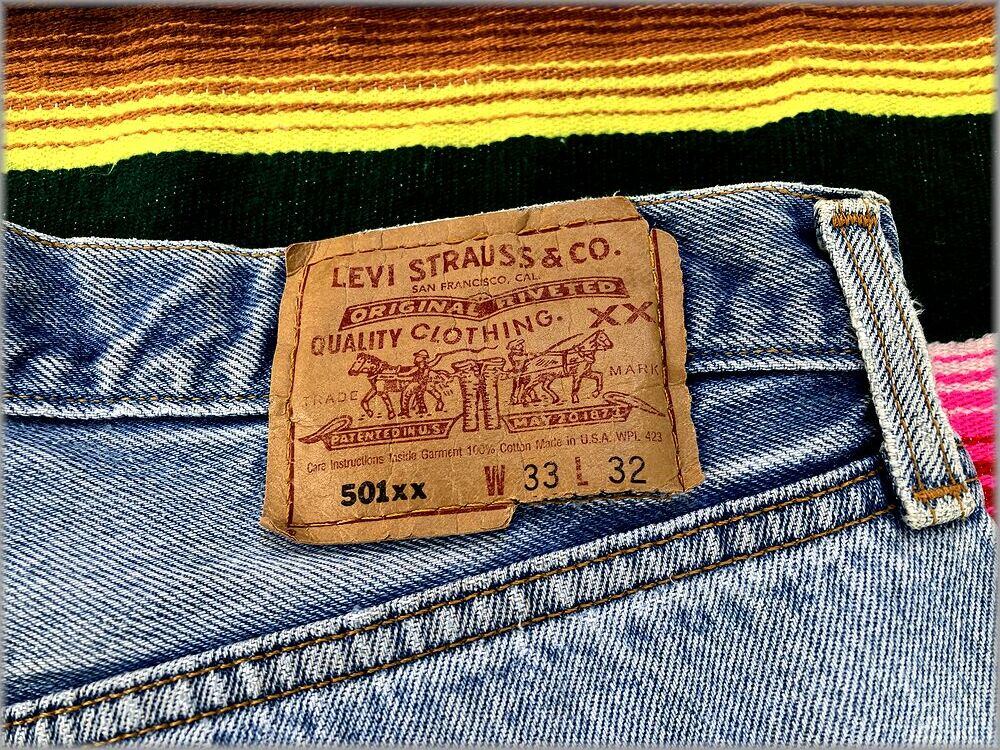 LEVI STRAUSS & CO.
SAN FRANCISCO, CAL.
ORIGINAL RIVETED
QUALITY CLOTHING. XX
TRADE MARK
PATENTED IN U.S. MAY 20 1873
Care Instructions Inside Garment 100% Cotton Made in U.S.A. WPL 423
501xx W 33 L 32